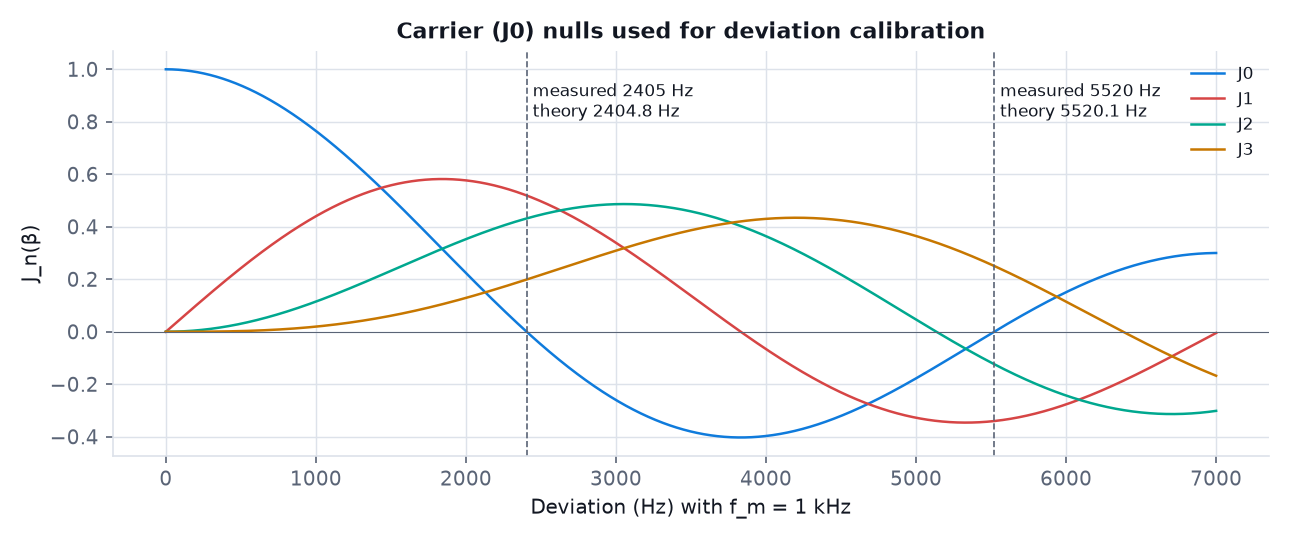 Carrier (J0) nulls used for deviation calibration
J_n(β)
1.0
0.8
0.6
0.4
0.2
0.0
−0.2
−0.4
measured 2405 Hz
theory 2404.8 Hz
measured 5520 Hz
theory 5520.1 Hz
J0
J1
J2
J3
0 1000 2000 3000 4000 5000 6000 7000
Deviation (Hz) with f_m = 1 kHz